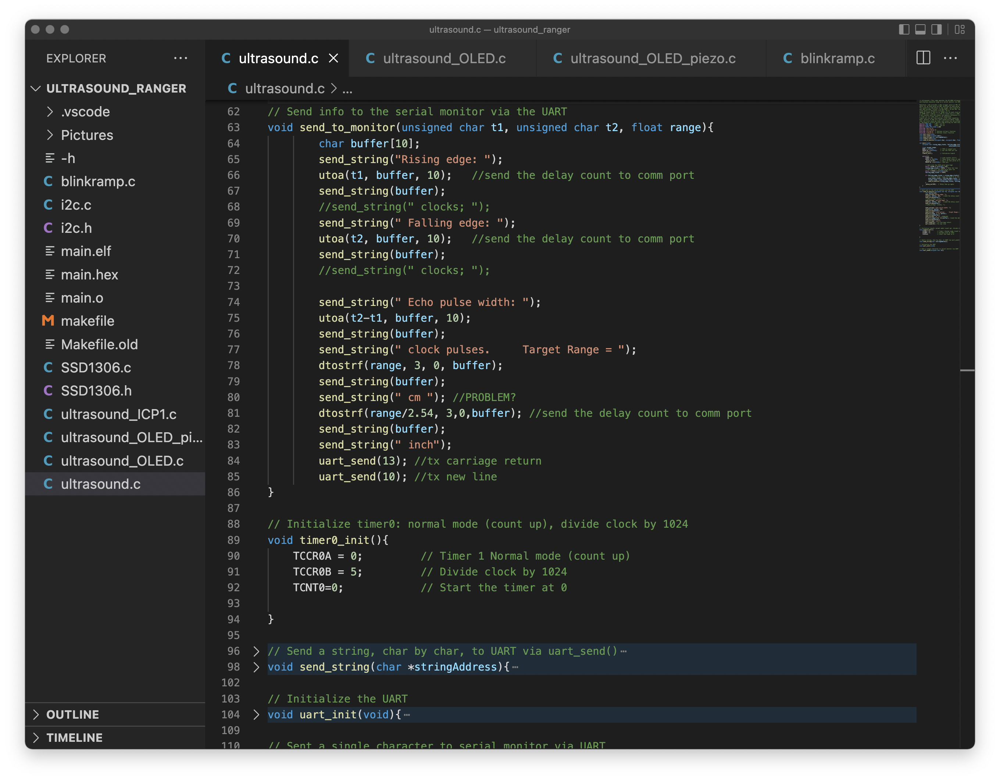 ultrasound.c — ultrasound_ranger
EXPLORER
ULTRASOUND_RANGER
.vscode
Pictures
-h
blinkramp.c
i2c.c
i2c.h
main.elf
main.hex
main.o
makefile
Makefile.old
SSD1306.c
SSD1306.h
ultrasound_ICP1.c
ultrasound_OLED_pi...
ultrasound_OLED.c
ultrasound.c
OUTLINE
TIMELINE
ultrasound.c ultrasound_OLED.c ultrasound_OLED_piezo.c blinkramp.c
ultrasound.c > ...
62 // Send info to the serial monitor via the UART
63 void send_to_monitor(unsigned char t1, unsigned char t2, float range){
64 char buffer[10];
65 send_string("Rising edge: ");
66 utoa(t1, buffer, 10); //send the delay count to comm port
67 send_string(buffer);
68 //send_string(" clocks; ");
69 send_string(" Falling edge: ");
70 utoa(t2, buffer, 10); //send the delay count to comm port
71 send_string(buffer);
72 //send_string(" clocks; ");
73
74 send_string(" Echo pulse width: ");
75 utoa(t2-t1, buffer, 10);
76 send_string(buffer);
77 send_string(" clock pulses.     Target Range = ");
78 dtostrf(range, 3, 0, buffer);
79 send_string(buffer);
80 send_string(" cm "); //PROBLEM?
81 dtostrf(range/2.54, 3,0,buffer); //send the delay count to comm port
82 send_string(buffer);
83 send_string(" inch");
84 uart_send(13); //tx carriage return
85 uart_send(10); //tx new line
86 }
87
88 // Initialize timer0: normal mode (count up), divide clock by 1024
89 void timer0_init(){
90 TCCR0A = 0; // Timer 1 Normal mode (count up)
91 TCCR0B = 5; // Divide clock by 1024
92 TCNT0=0; // Start the timer at 0
93
94 }
95
96 // Send a string, char by char, to UART via uart_send()⋯
98 void send_string(char *stringAddress){⋯
102
103 // Initialize the UART
104 void uart_init(void){⋯
109
110 // Sent a single character to serial monitor via UART